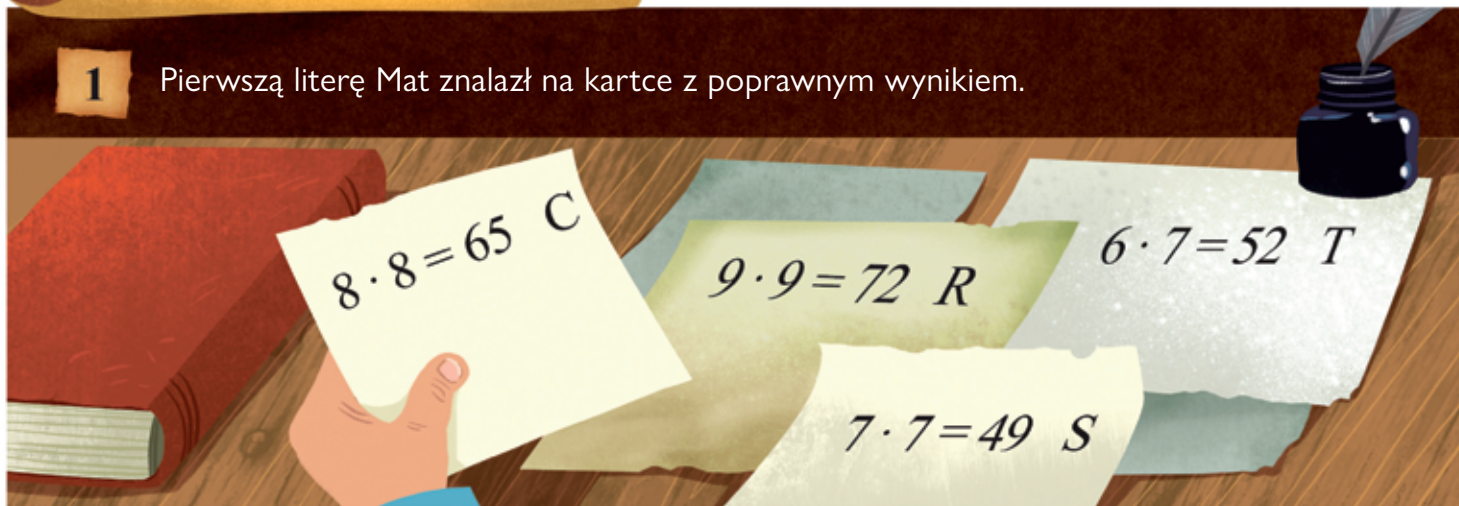 1 Pierwszą literę Mat znalazł na kartce z poprawnym wynikiem.
8 · 8 = 65 C
9 · 9 = 72 R
6 · 7 = 52 T
7 · 7 = 49 S